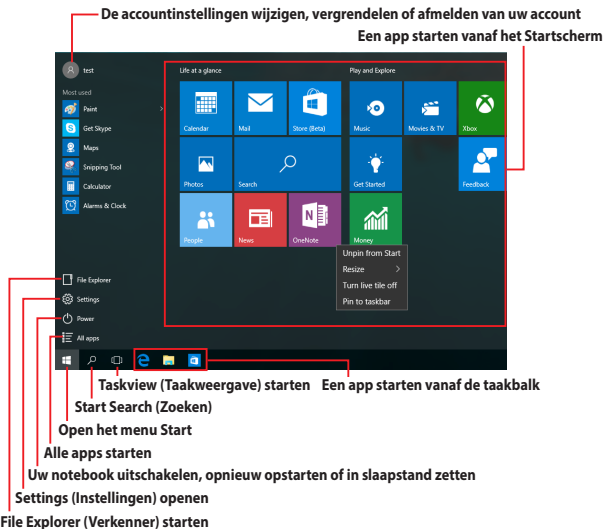 De accountinstellingen wijzigen, vergrendelen of afmelden van uw account
Een app starten vanaf het Startscherm
test
Most used
Paint
Get Skype
Maps
Snipping Tool
Calculator
Alarms & Clock
File Explorer
Settings
Power
All apps
Life at a glance
Play and Explore
Calendar
Mail
Store (Beta)
Music
Movies & TV
Xbox
Photos
Search
Get Started
Feedback
People
News
OneNote
Money
Unpin from Start
Resize
Turn live tile off
Pin to taskbar
Taskview (Taakweergave) starten
Een app starten vanaf de taakbalk
Start Search (Zoeken)
Open het menu Start
Alle apps starten
Uw notebook uitschakelen, opnieuw opstarten of in slaapstand zetten
Settings (Instellingen) openen
File Explorer (Verkenner) starten